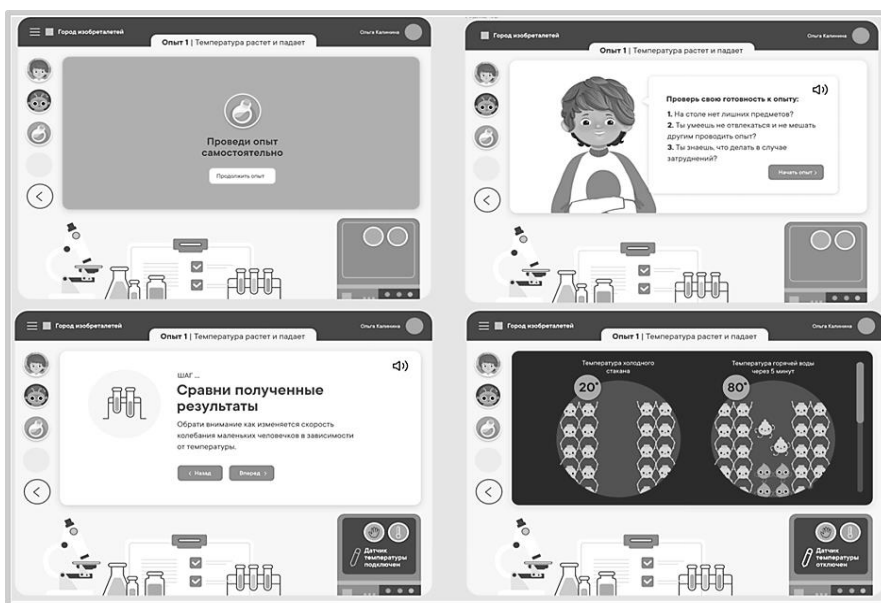 Город изобретателей
Ольга Калинина
Опыт 1 | Температура растет и падает
Проведи опыт
самостоятельно
Продолжить опыт
Город изобретателей
Ольга Калинина
Опыт 1 | Температура растет и падает
Проверь свою готовность к опыту:
1. На столе нет лишних предметов?
2. Ты умеешь не отвлекаться и не мешать
другим проводить опыт?
3. Ты знаешь, что делать в случае
затруднений?
Начать опыт >
Город изобретателей
Ольга Калинина
Опыт 1 | Температура растет и падает
ШАГ ...
Сравни полученные
результаты
Обрати внимание как изменяется скорость
колебания маленьких человечков в зависимости
от температуры.
< Назад
Вперед >
Датчик
температуры
подключен
Город изобретателей
Ольга Калинина
Опыт 1 | Температура растет и падает
Температура холодного
стакана
20°
Температура горячей воды
через 5 минут
80°
Датчик
температуры
отключен